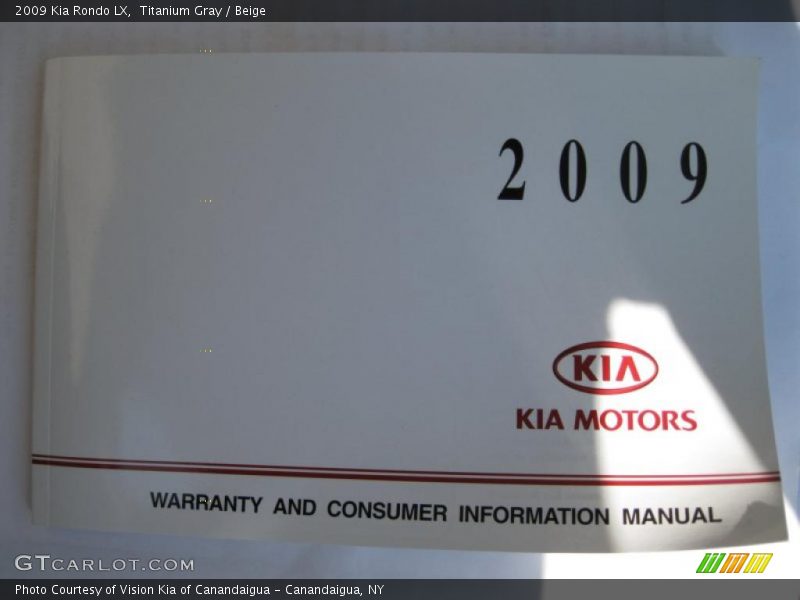 2009 Kia Rondo LX, Titanium Gray / Beige
2009
KIA
KIA MOTORS
WARRANTY AND CONSUMER INFORMATION MANUAL
GTCARLOT.COM
Photo Courtesy of Vision Kia of Canandaigua - Canandaigua, NY